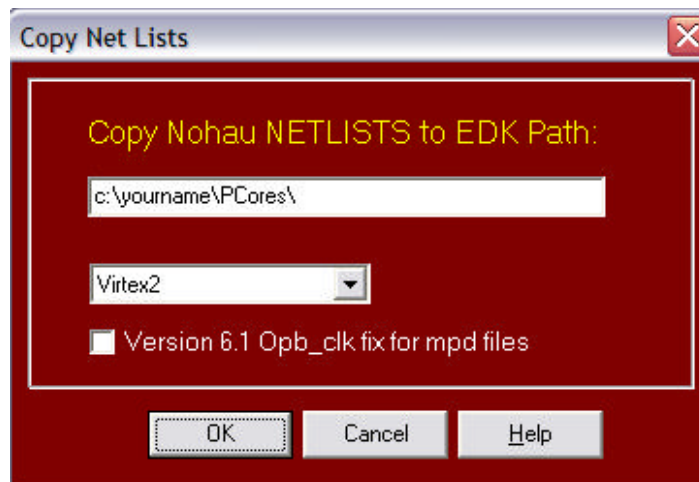 Copy Net Lists
Copy Nohau NETLISTS to EDK Path:
c:\yourname\PCores\
Virtex2
Version 6.1 Opb_clk fix for mpd files
OK Cancel Help